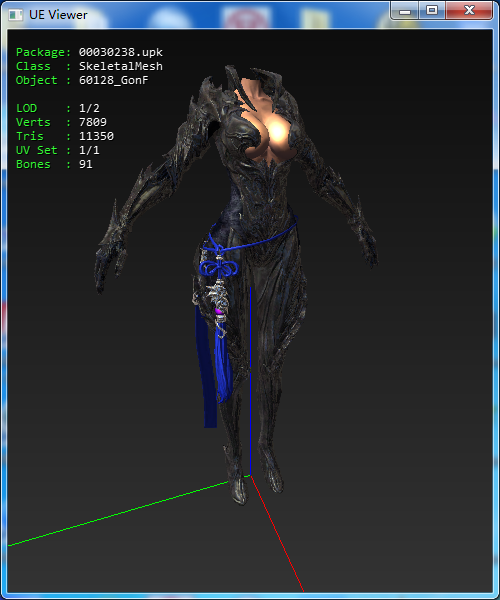 UE Viewer
Package: 00030238.upk
Class : SkeletalMesh
Object : 60128_GonF
LOD : 1/2
Verts : 7809
Tris : 11350
UV Set : 1/1
Bones : 91